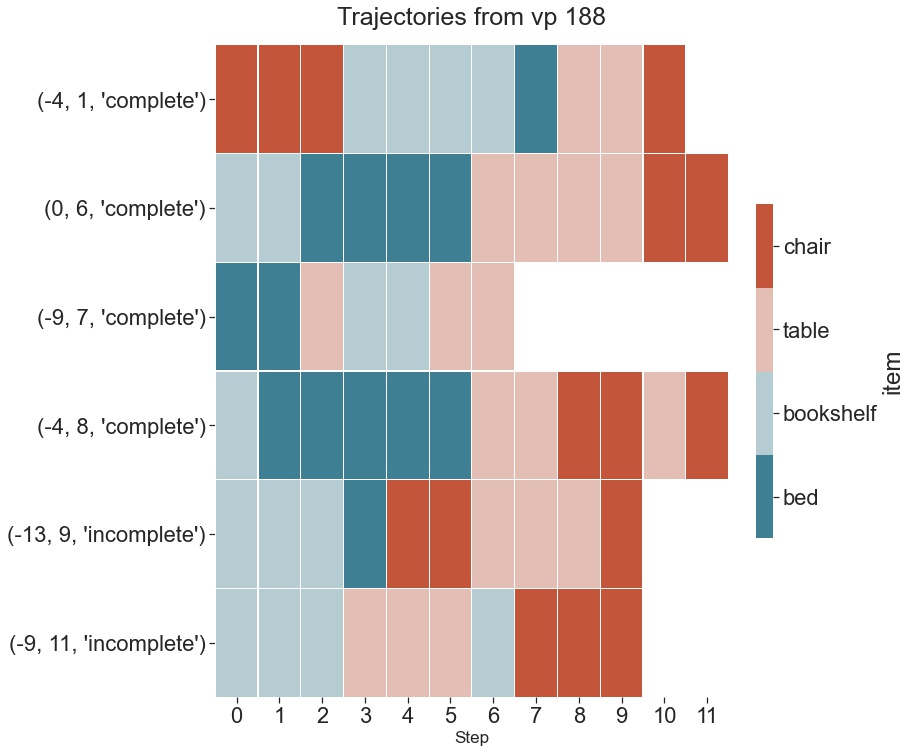 Trajectories from vp 188
(-4, 1, 'complete')
(0, 6, 'complete')
(-9, 7, 'complete')
(-4, 8, 'complete')
(-13, 9, 'incomplete')
(-9, 11, 'incomplete')
0 1 2 3 4 5 6 7 8 9 10 11
Step
chair
table
bookshelf
bed
item